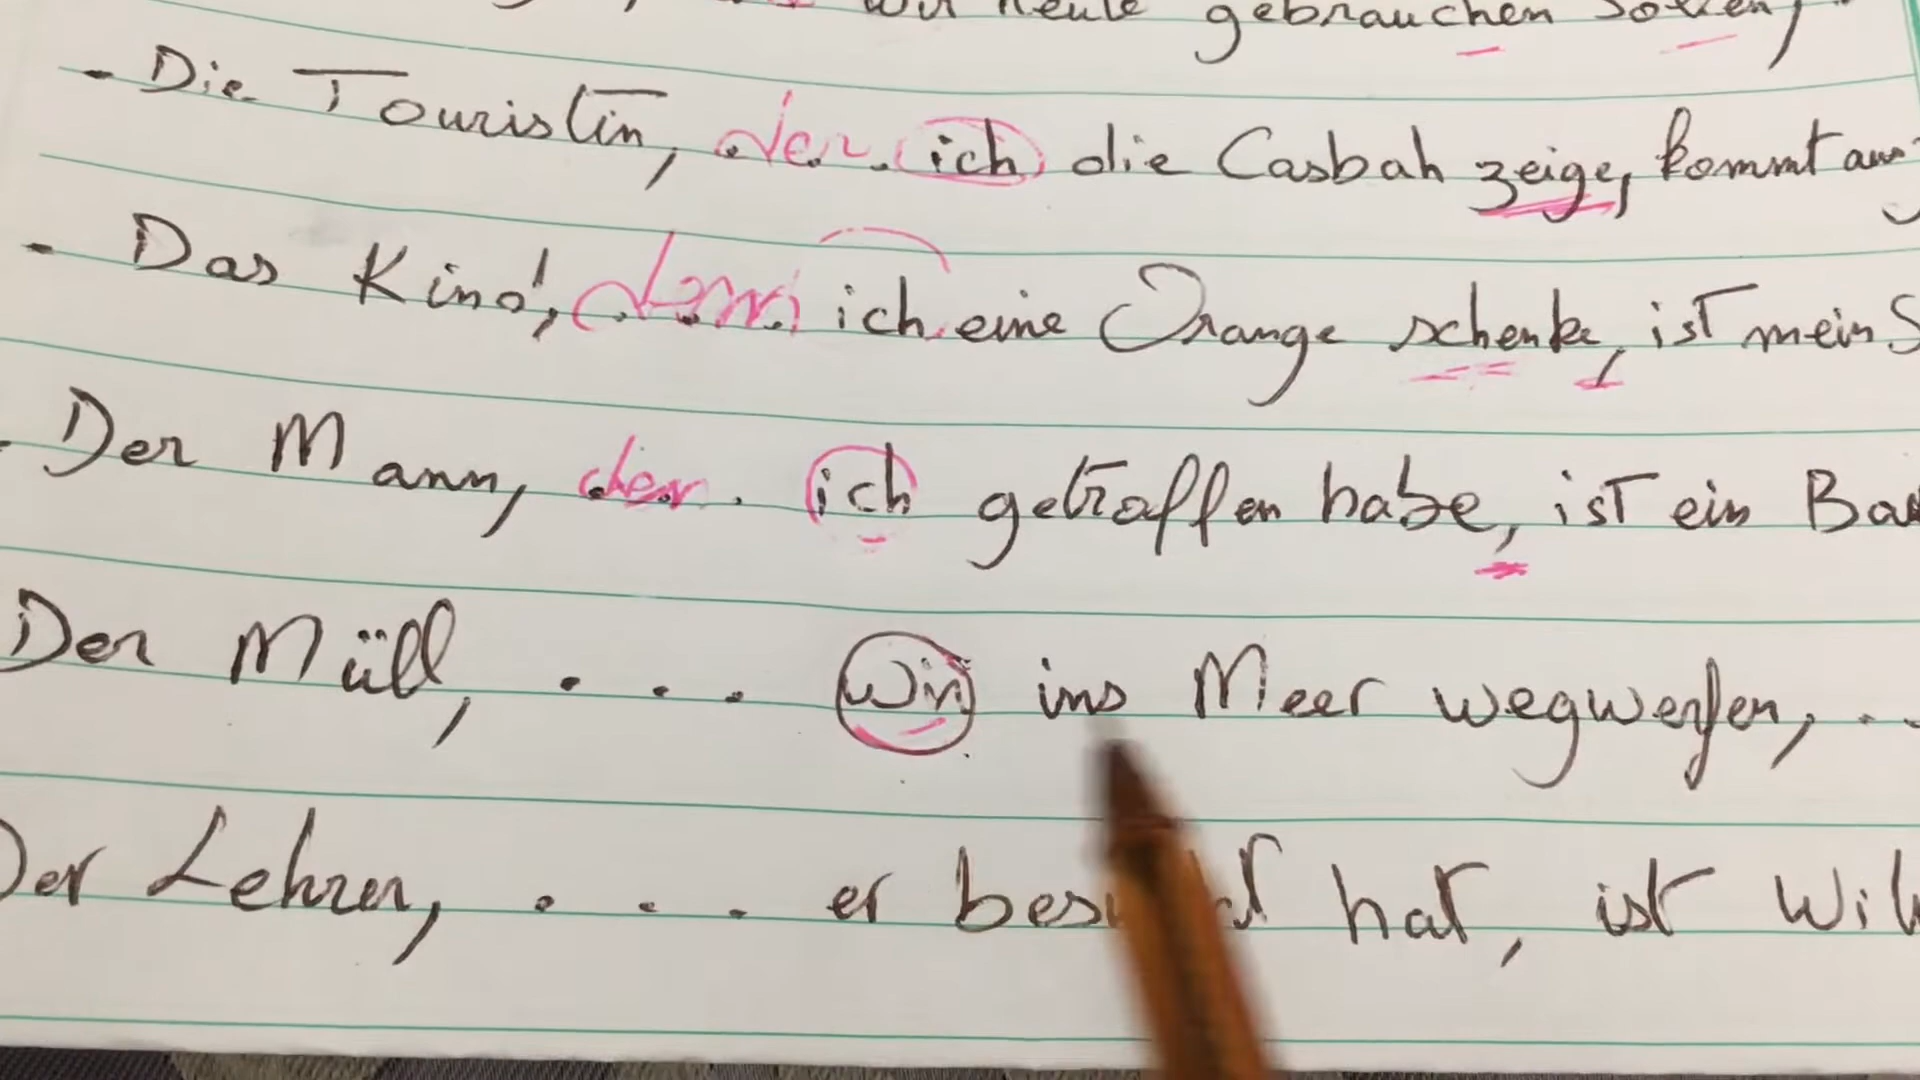 wir heute gebrauchen sollen,
- Die Touristin, der ich die Casbah zeige, kommt aus
- Das Kind, dem ich eine Orange schenke, ist mein S
- Der Mann, den . ich getroffen habe, ist ein Ba
Der Müll, . . . wir ins Meer wegwerfen, . .
Der Lehrer, . . . er hat, ist Wil